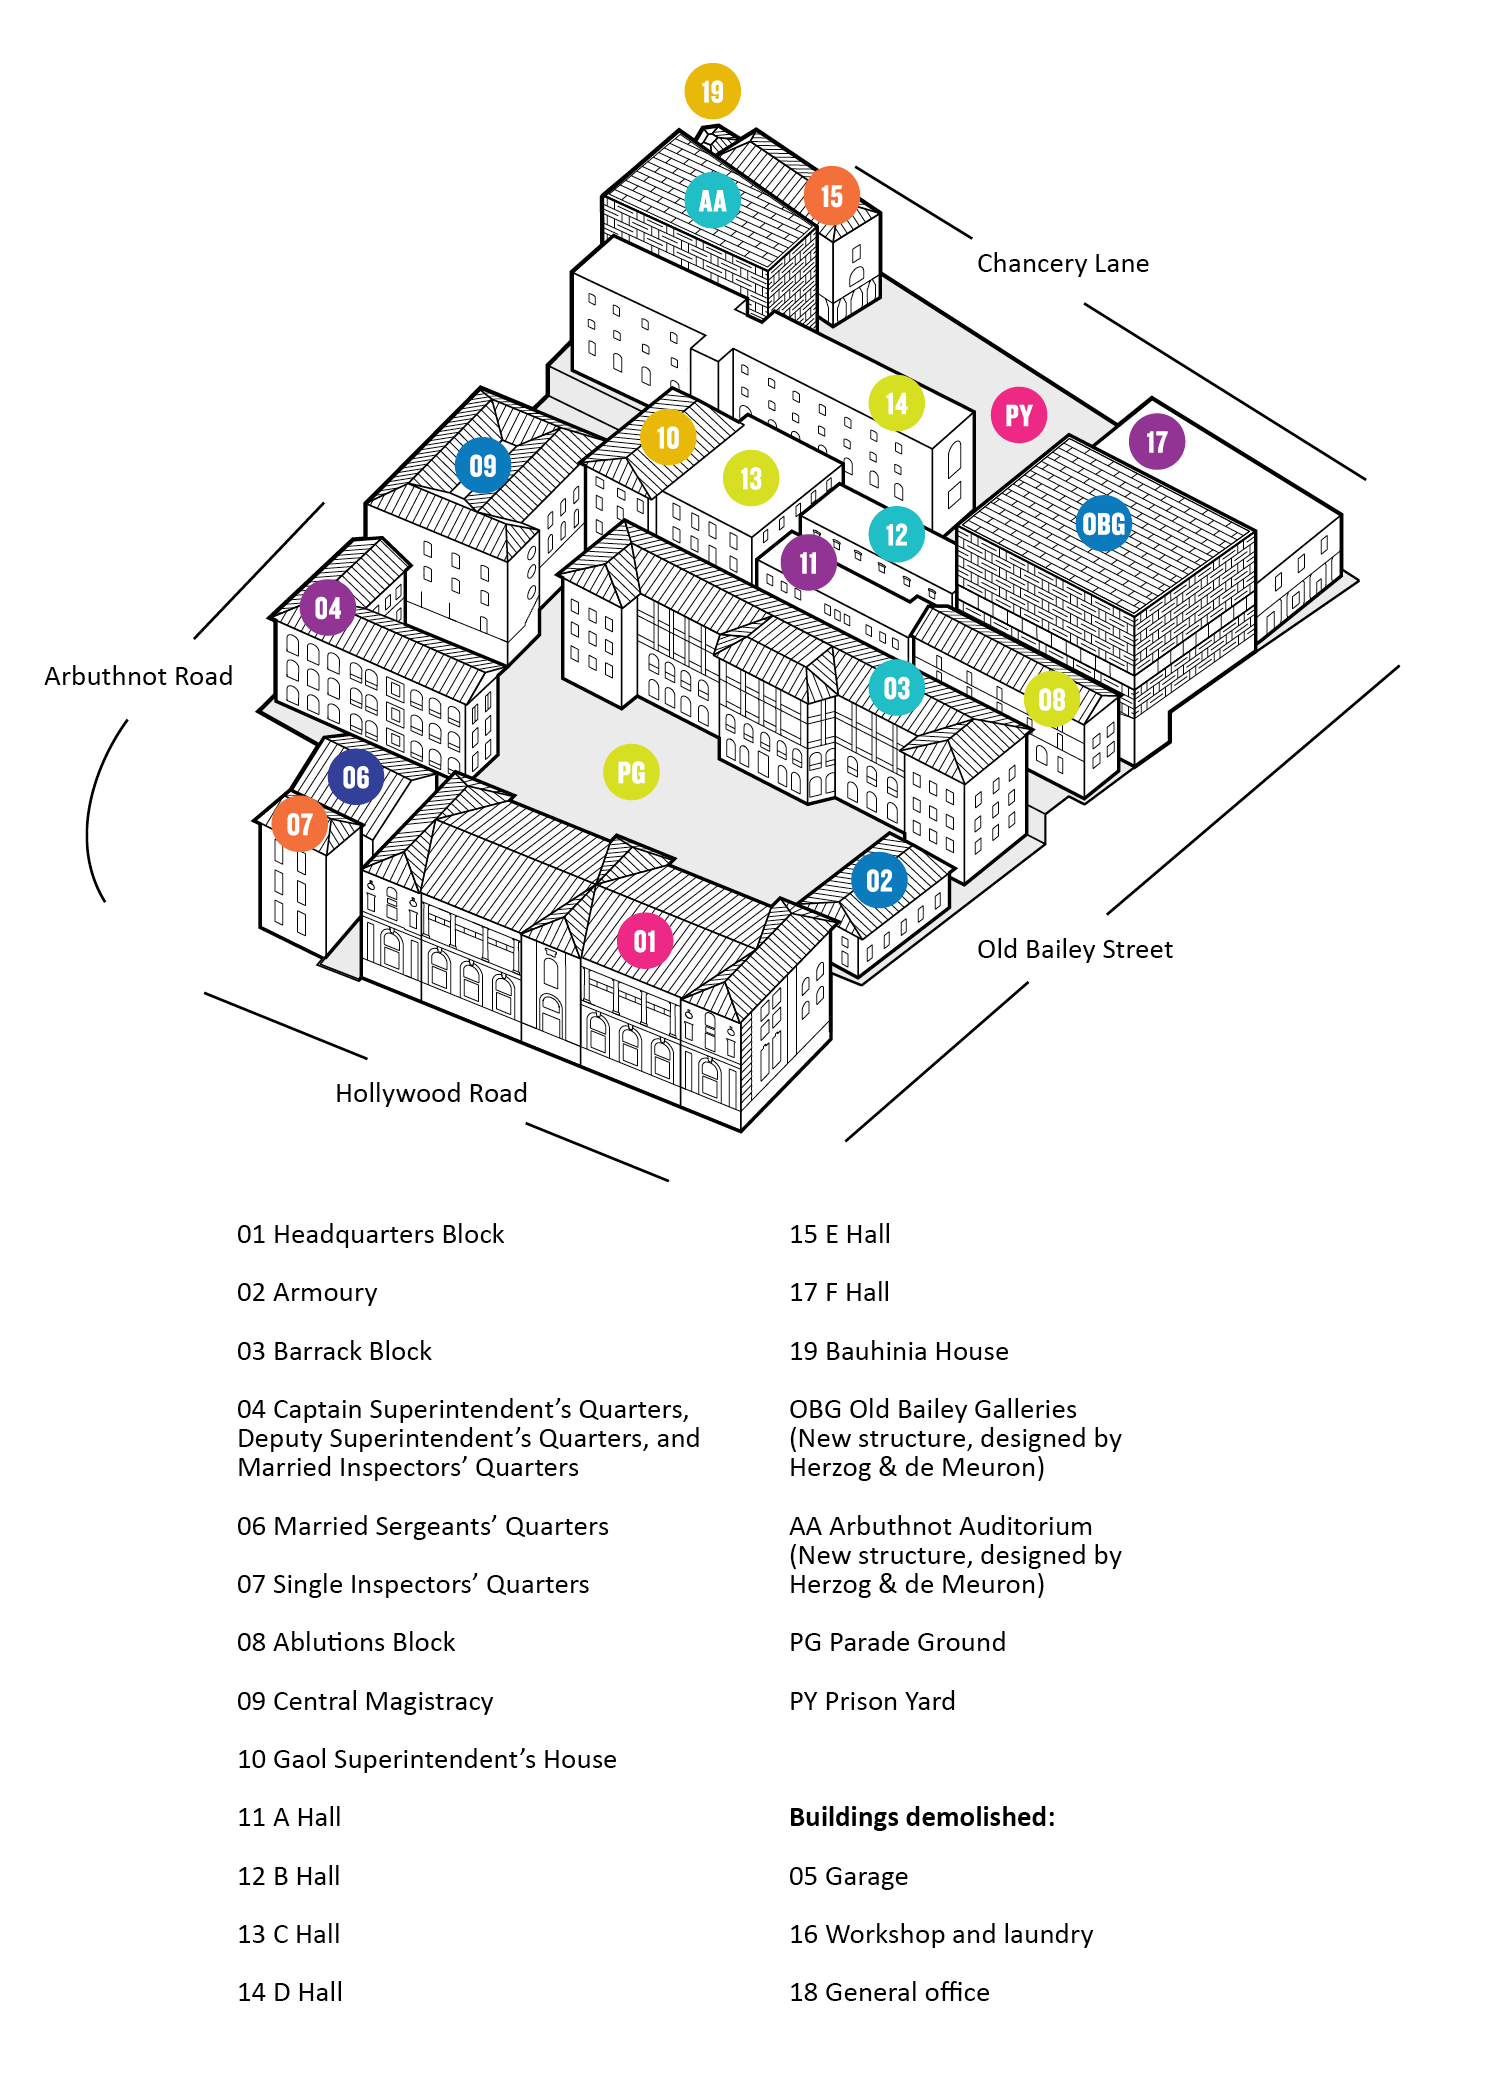 19
AA
15
Chancery Lane
14
PY
17
10
09
13
OBG
12
11
04
Arbuthnot Road
03
08
PG
06
07
02
01
Old Bailey Street
Hollywood Road
01 Headquarters Block
02 Armoury
03 Barrack Block
04 Captain Superintendent’s Quarters,
Deputy Superintendent’s Quarters, and
Married Inspectors’ Quarters
06 Married Sergeants’ Quarters
07 Single Inspectors’ Quarters
08 Ablutions Block
09 Central Magistracy
10 Gaol Superintendent’s House
11 A Hall
12 B Hall
13 C Hall
14 D Hall
15 E Hall
17 F Hall
19 Bauhinia House
OBG Old Bailey Galleries
(New structure, designed by
Herzog & de Meuron)
AA Arbuthnot Auditorium
(New structure, designed by
Herzog & de Meuron)
PG Parade Ground
PY Prison Yard
Buildings demolished:
05 Garage
16 Workshop and laundry
18 General office